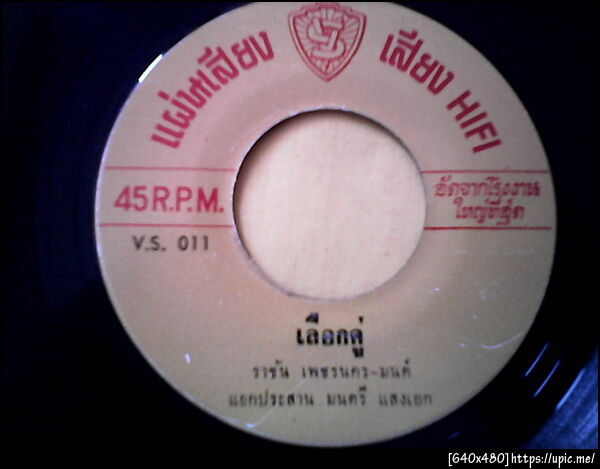 แผ่นเสียง เสียง HIFI
45 R.P.M.
อัดจากโรงงาน
ใหญ่ที่สุด
V.S. 011
เลือกคู่
ราชัน เพชรนคร-มนต์
แยกประสาน มนตรี แสงเอก
[640x480]https://upic.me/